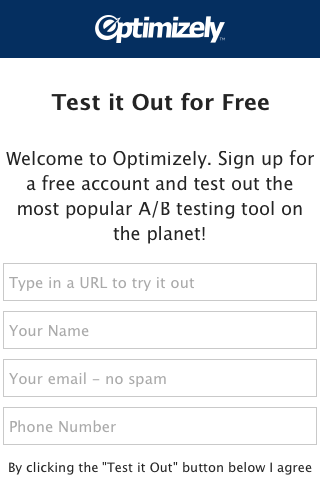 Optimizely™
Test it Out for Free
Welcome to Optimizely. Sign up for
a free account and test out the
most popular A/B testing tool on
the planet!
Type in a URL to try it out
Your Name
Your email - no spam
Phone Number
By clicking the "Test it Out" button below I agree